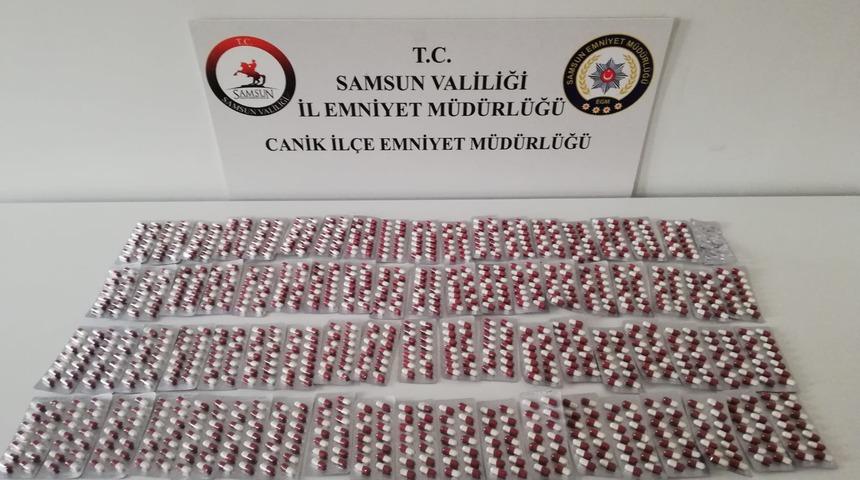 T.C.
SAMSUN VALİLİĞİ
İL EMNİYET MÜDÜRLÜĞÜ
CANİK İLÇE EMNİYET MÜDÜRLÜĞÜ
T.C.
SAMSUN
SAMSUN VALİLİĞİ
SAMSUN EMNİYET MÜDÜRLÜĞÜ
EGM